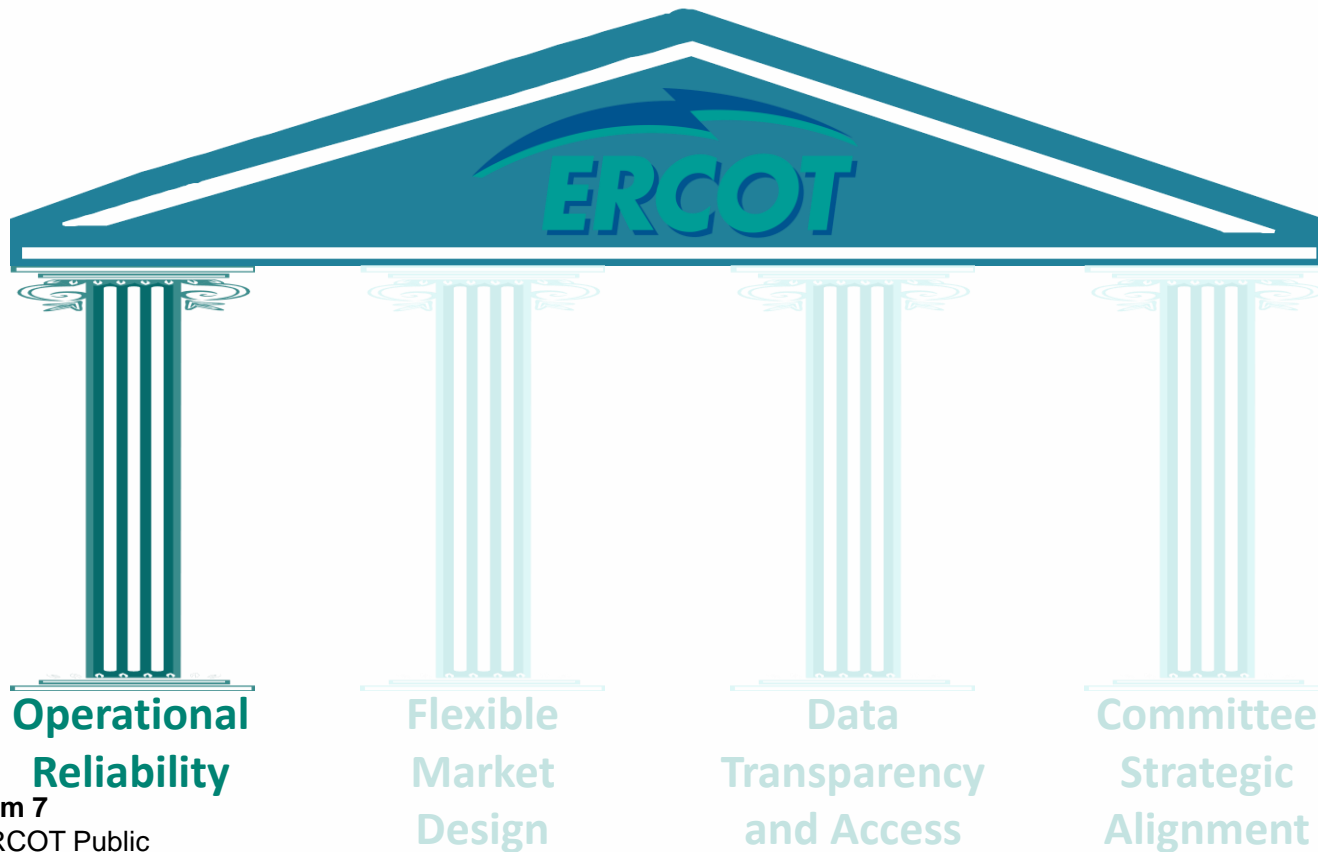 ERCOT
Operational
Reliability
Flexible
Market
Design
Data
Transparency
and Access
Committee
Strategic
Alignment
m 7
RCOT Public